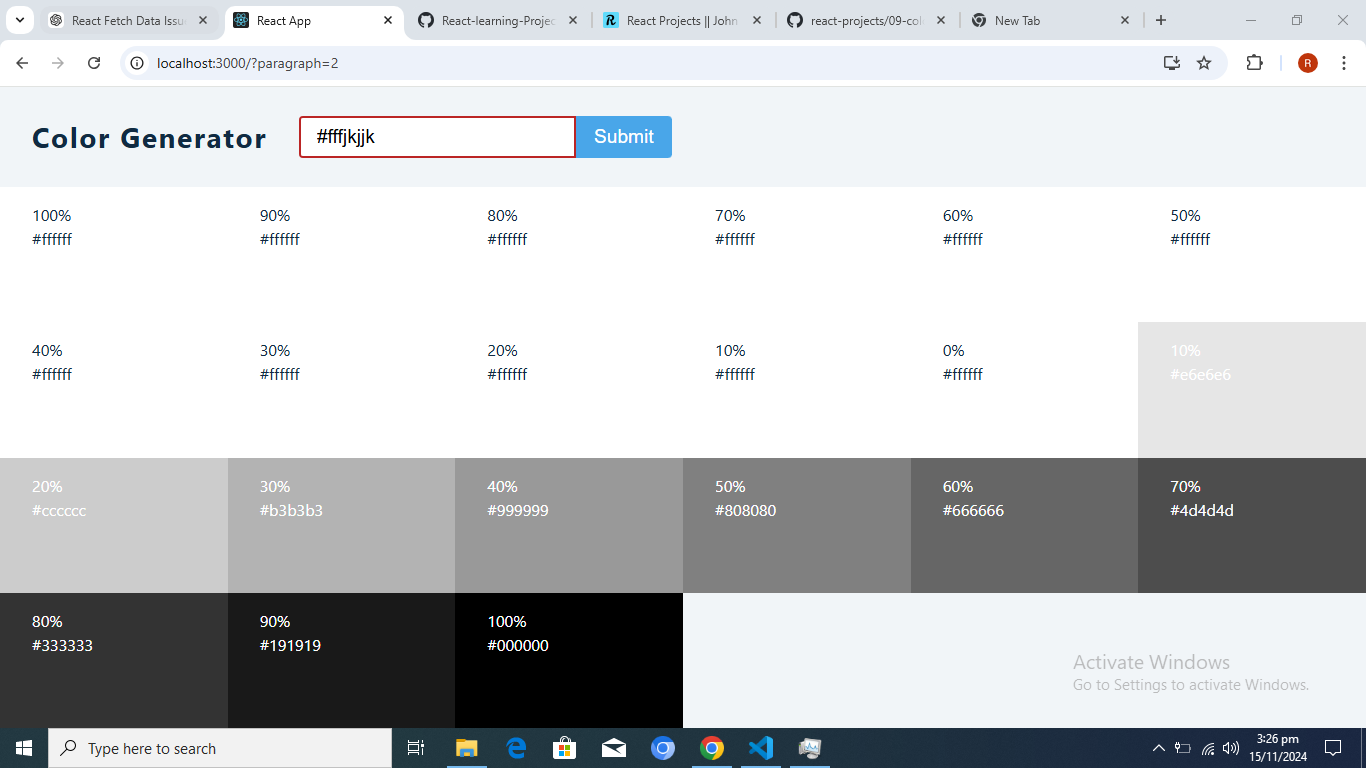 React Fetch Data Issu
React App
React-learning-Projec
React Projects || John
react-projects/09-col
New Tab
localhost:3000/?paragraph=2
R
Color Generator
#fffjkjjk
Submit
100%
#ffffff
90%
#ffffff
80%
#ffffff
70%
#ffffff
60%
#ffffff
50%
#ffffff
40%
#ffffff
30%
#ffffff
20%
#ffffff
10%
#ffffff
0%
#ffffff
10%
#e6e6e6
20%
#cccccc
30%
#b3b3b3
40%
#999999
50%
#808080
60%
#666666
70%
#4d4d4d
80%
#333333
90%
#191919
100%
#000000
Activate Windows
Go to Settings to activate Windows.
Type here to search
3:26 pm
15/11/2024